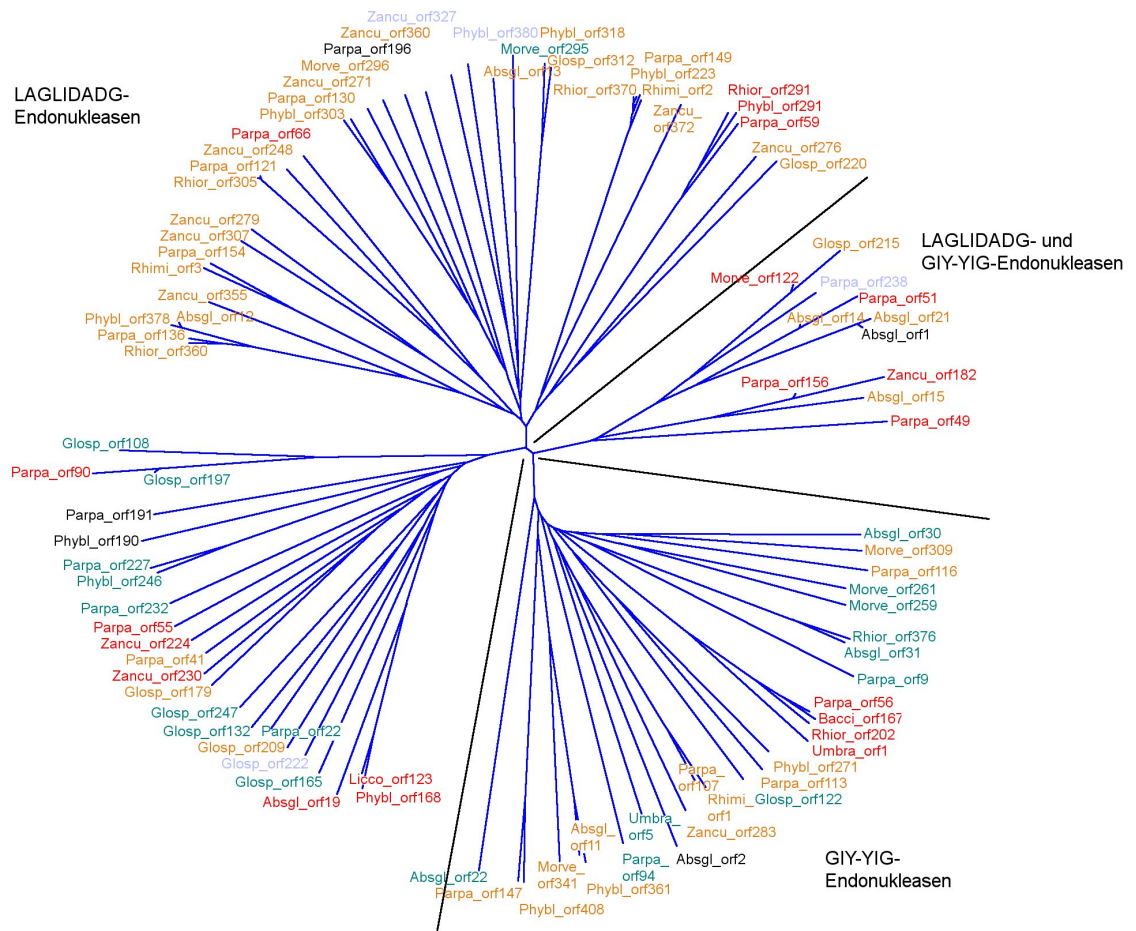 Zancu_orf327
Zancu_orf360
Phybl_orf380
Phybl_orf318
Parpa_orf196
Morve_orf295
Morve_orf296
Absgl_orf13
Glosp_orf312
Parpa_orf149
Zancu_orf271
Phybl_orf223
Parpa_orf130
Rhior_orf370
Rhimi_orf2
Phybl_orf303
Zancu_
orf372
Rhior_orf291
Phybl_orf291
Parpa_orf59
LAGLIDADG-
Endonukleasen
Parpa_orf66
Zancu_orf248
Parpa_orf121
Rhior_orf305
Zancu_orf276
Glosp_orf220
Zancu_orf279
Zancu_orf307
Parpa_orf154
Rhimi_orf3
Zancu_orf355
Phybl_orf378
Absgl_orf12
Parpa_orf136
Rhior_orf360
LAGLIDADG- und
GIY-YIG-Endonukleasen
Glosp_orf215
Morve_orf122
Parpa_orf238
Parpa_orf51
Absgl_orf14
Absgl_orf21
Absgl_orf1
Parpa_orf156
Zancu_orf182
Absgl_orf15
Parpa_orf49
Glosp_orf108
Parpa_orf90
Glosp_orf197
Parpa_orf191
Phybl_orf190
Parpa_orf227
Phybl_orf246
Parpa_orf232
Parpa_orf55
Zancu_orf224
Parpa_orf41
Zancu_orf230
Glosp_orf179
Glosp_orf247
Glosp_orf132
Parpa_orf22
Glosp_orf209
Glosp_orf222
Glosp_orf165
Absgl_orf19
Licco_orf123
Phybl_orf168
Absgl_orf30
Morve_orf309
Parpa_orf116
Morve_orf261
Morve_orf259
Rhior_orf376
Absgl_orf31
Parpa_orf9
Parpa_orf56
Bacci_orf167
Rhior_orf202
Umbra_orf1
Phybl_orf271
Parpa_orf113
Glosp_orf122
Parpa_
orf107
Rhimi_
orf1
Zancu_orf283
Umbra_
orf5
Absgl_orf2
Parpa_
orf94
Absgl_
orf11
Phybl_orf361
Morve_
orf341
Phybl_orf408
Absgl_orf22
Parpa_orf147
GIY-YIG-
Endonukleasen